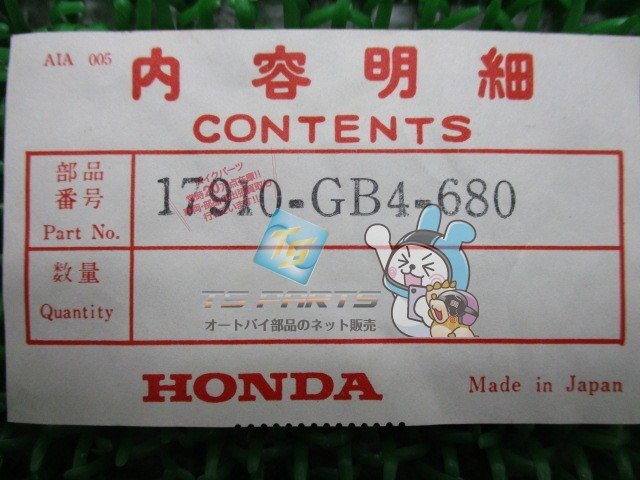 AIA 005
内容明細
CONTENTS
部品
番号
Part No.
17910-GB4-680
数量
Quantity
TS
TS PARTS
オートバイ部品のネット販売
HONDA
Made in Japan